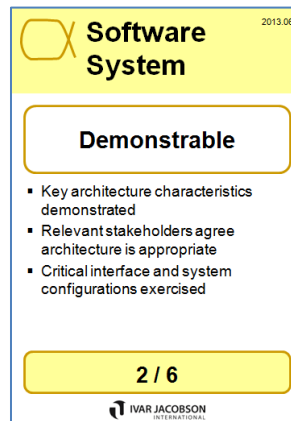 2013.06
Software
System
Demonstrable
▪ Key architecture characteristics
demonstrated
▪ Relevant stakeholders agree
architecture is appropriate
▪ Critical interface and system
configurations exercised
2 / 6
IVAR JACOBSON
INTERNATIONAL